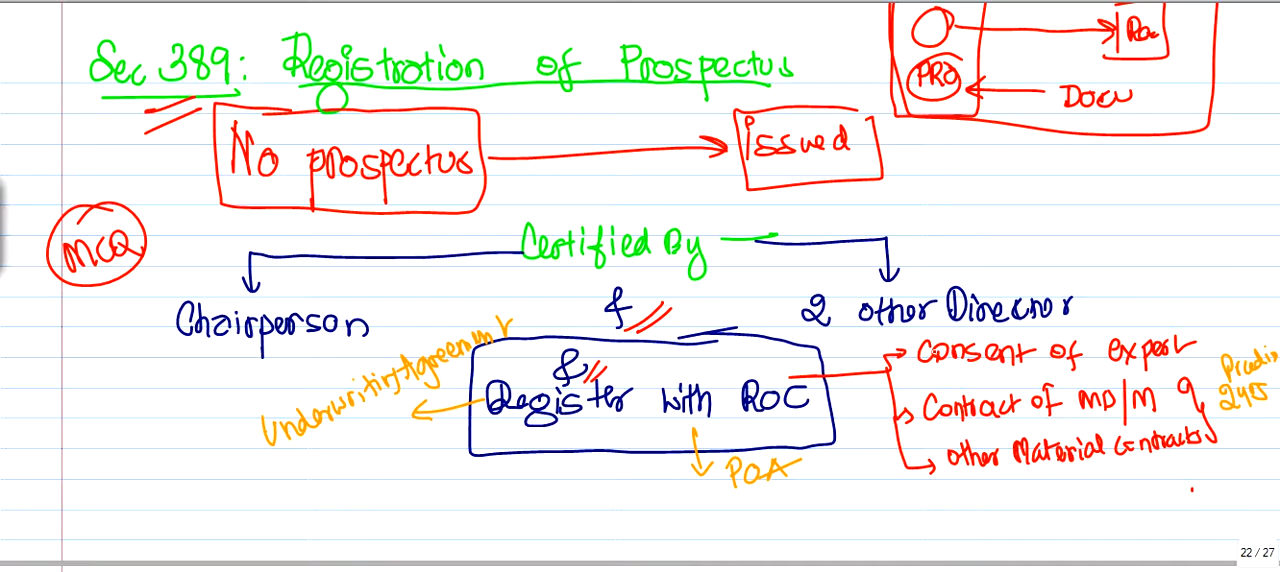 Roc
Sec 389: Registration of Prospectus
PRO
Docu
No prospectus
issued
MCQ
Certified By
Chairperson
&
2 other Director
Underwriting Agreement
&
Register with ROC
POA
Consent of expert
Contract of MD/M
other Material Contracts
22 / 27